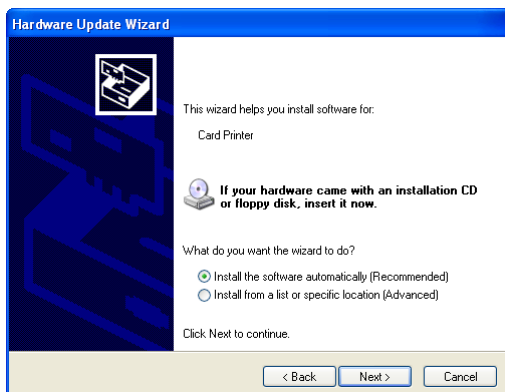 Hardware Update Wizard
This wizard helps you install software for:
Card Printer
If your hardware came with an installation CD
or floppy disk, insert it now.
What do you want the wizard to do?
Install the software automatically (Recommended)
Install from a list or specific location (Advanced)
Click Next to continue.
< Back Next > Cancel